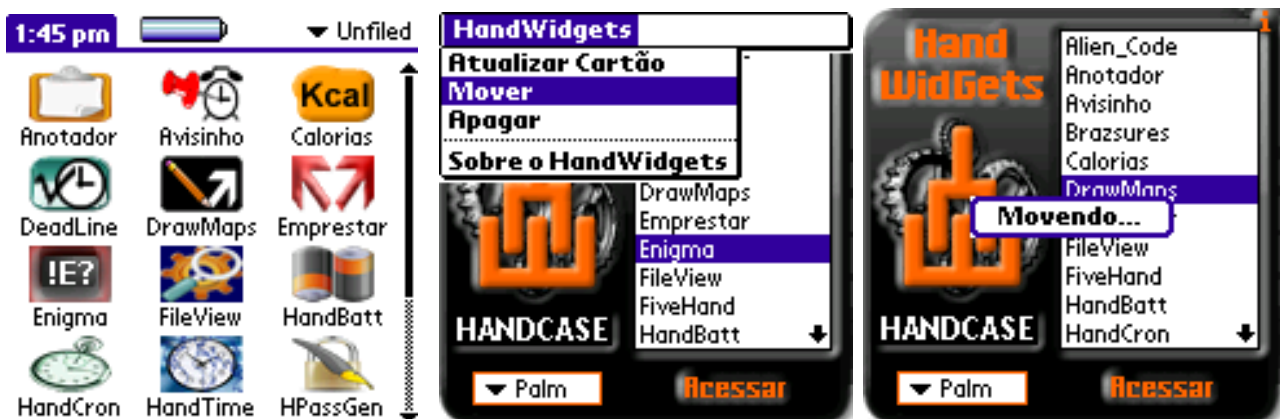 1:45 pm
Unfiled
Anotador Avisinho Calorias
Kcal
DeadLine DrawMaps Emprestar
!E?
Enigma FileView HandBatt
HandCron HandTime HPassGen
HandWidgets
Atualizar Cartão
Mover
Apagar
Sobre o HandWidgets
DrawMaps
Emprestar
Enigma
FileView
FiveHand
HandBatt
HANDCASE
Palm
Acessar
i
Hand
WidGets
Alien_Code
Anotador
Avisinho
Brazsures
Calorias
DrawMaps
Movendo...
FileView
FiveHand
HandBatt
HandCron
HANDCASE
Palm
Acessar